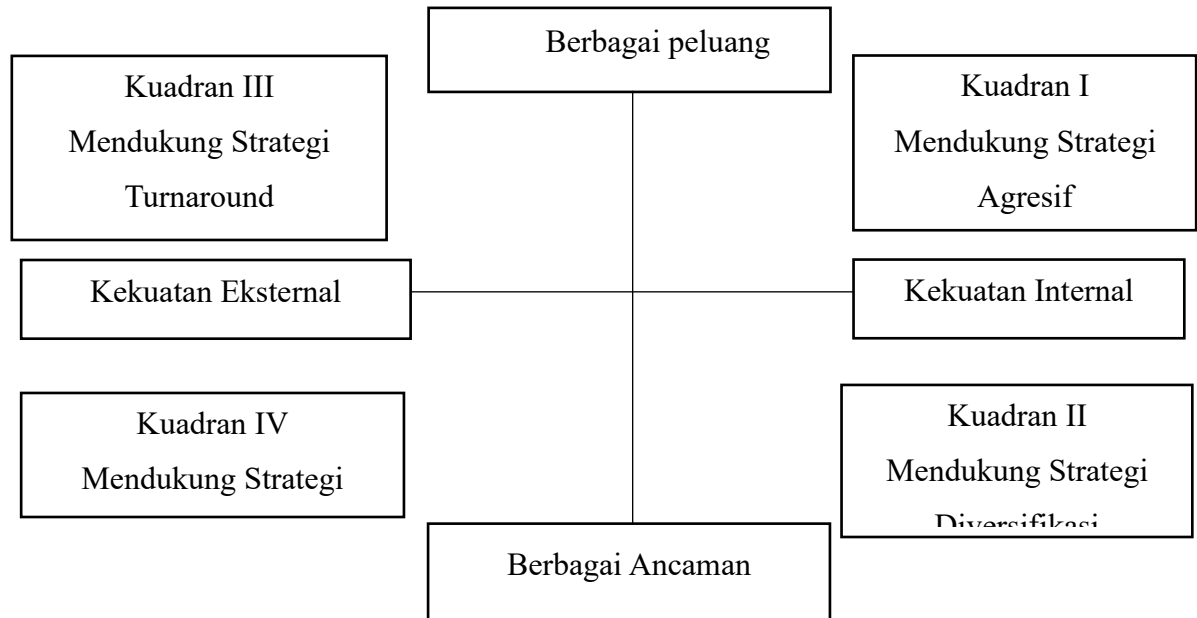 Berbagai peluang
Kuadran III
Mendukung Strategi
Turnaround
Kuadran I
Mendukung Strategi
Agresif
Kekuatan Eksternal
Kekuatan Internal
Kuadran IV
Mendukung Strategi
Kuadran II
Mendukung Strategi
Diversifikasi
Berbagai Ancaman